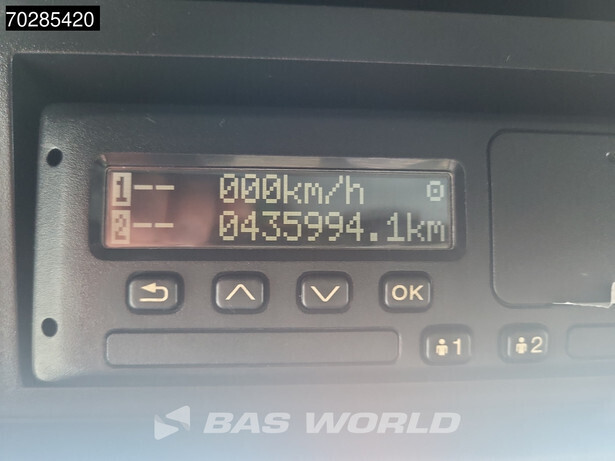 70285420
1-- 000km/h
2-- 0435994.1km
OK
1 2
BAS WORLD